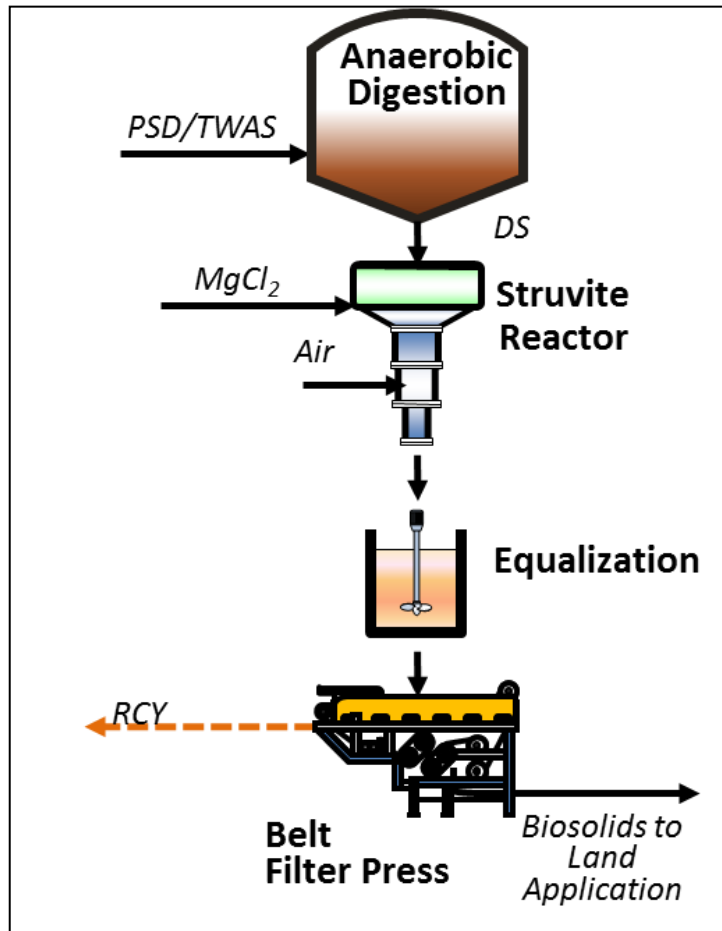 Anaerobic
Digestion
PSD/TWAS
DS
MgCl₂
Struvite
Reactor
Air
Equalization
RCY
Belt
Filter Press
Biosolids to
Land
Application